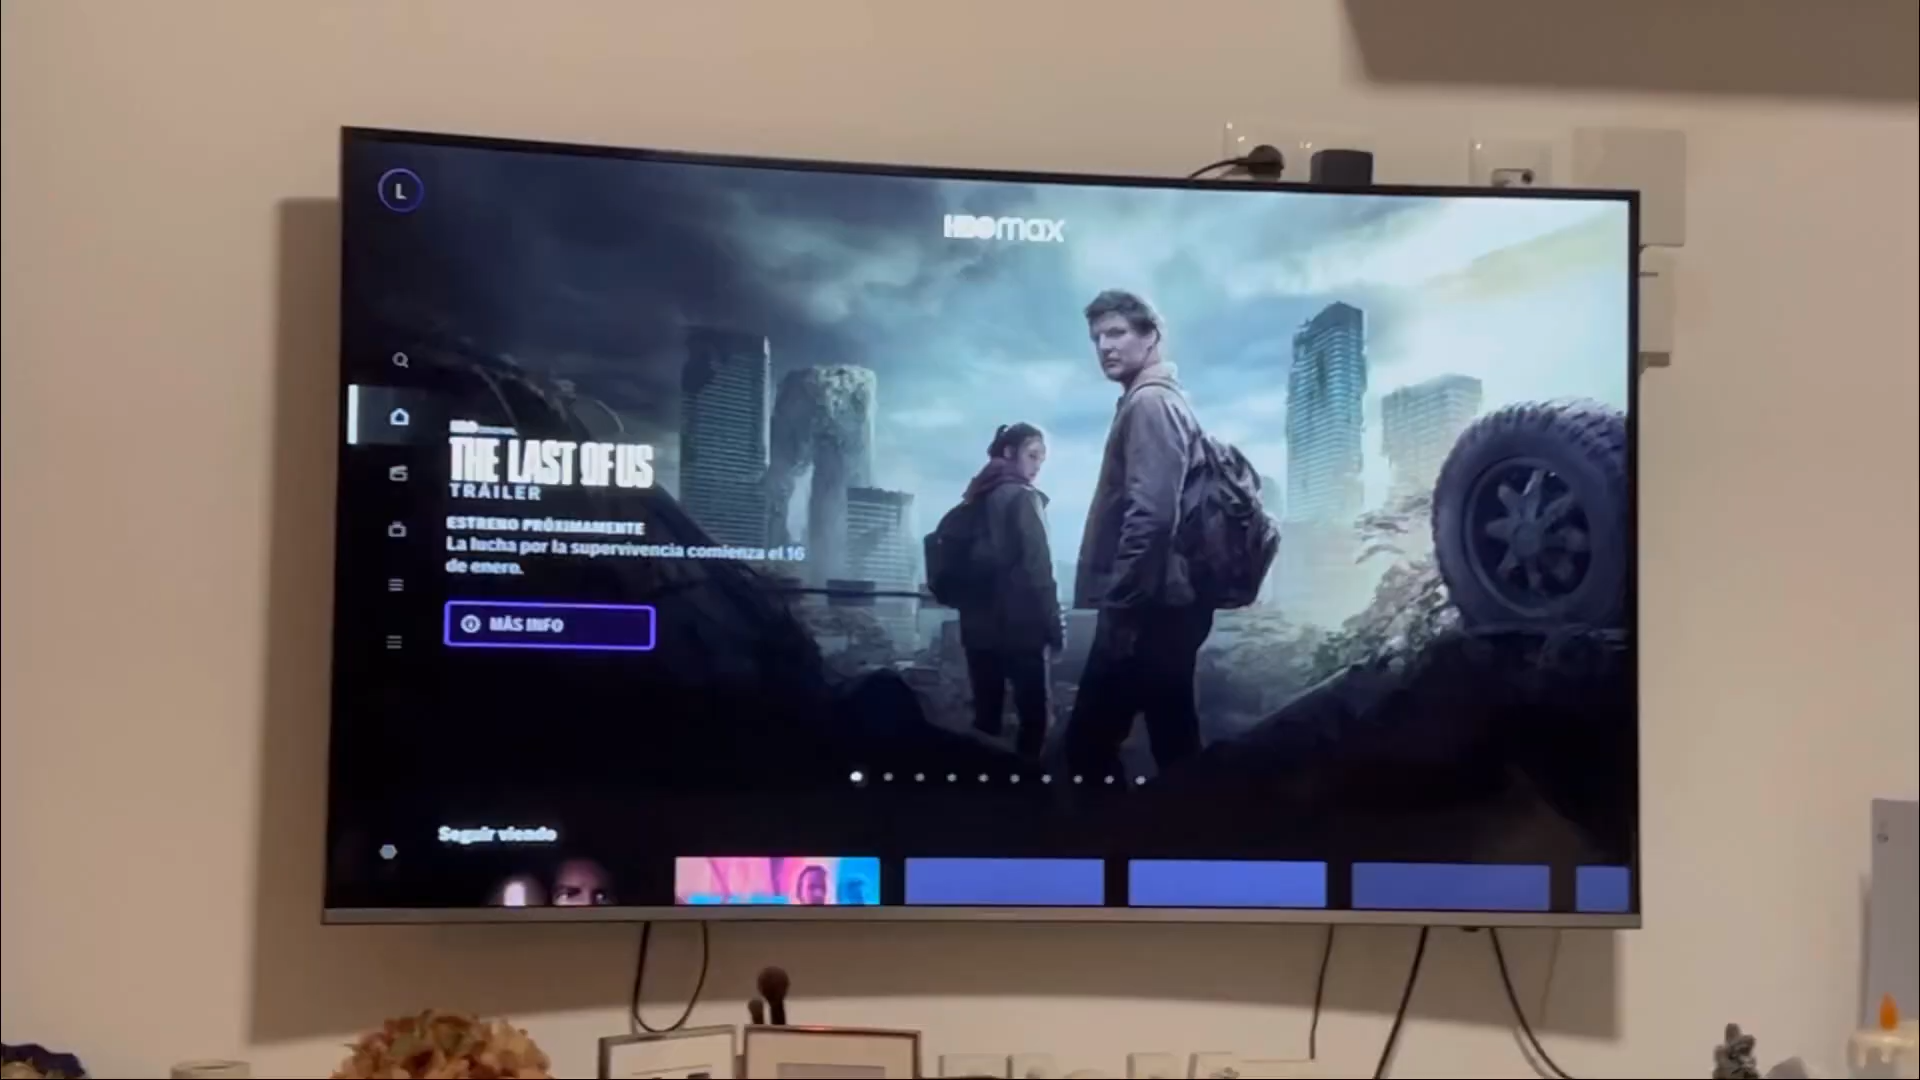 L
HBOmax
HBO
THE LAST OF US
TRÁILER
ESTRENO PRÓXIMAMENTE
La lucha por la supervivencia comienza el 16
de enero.
MÁS INFO
Seguir viendo